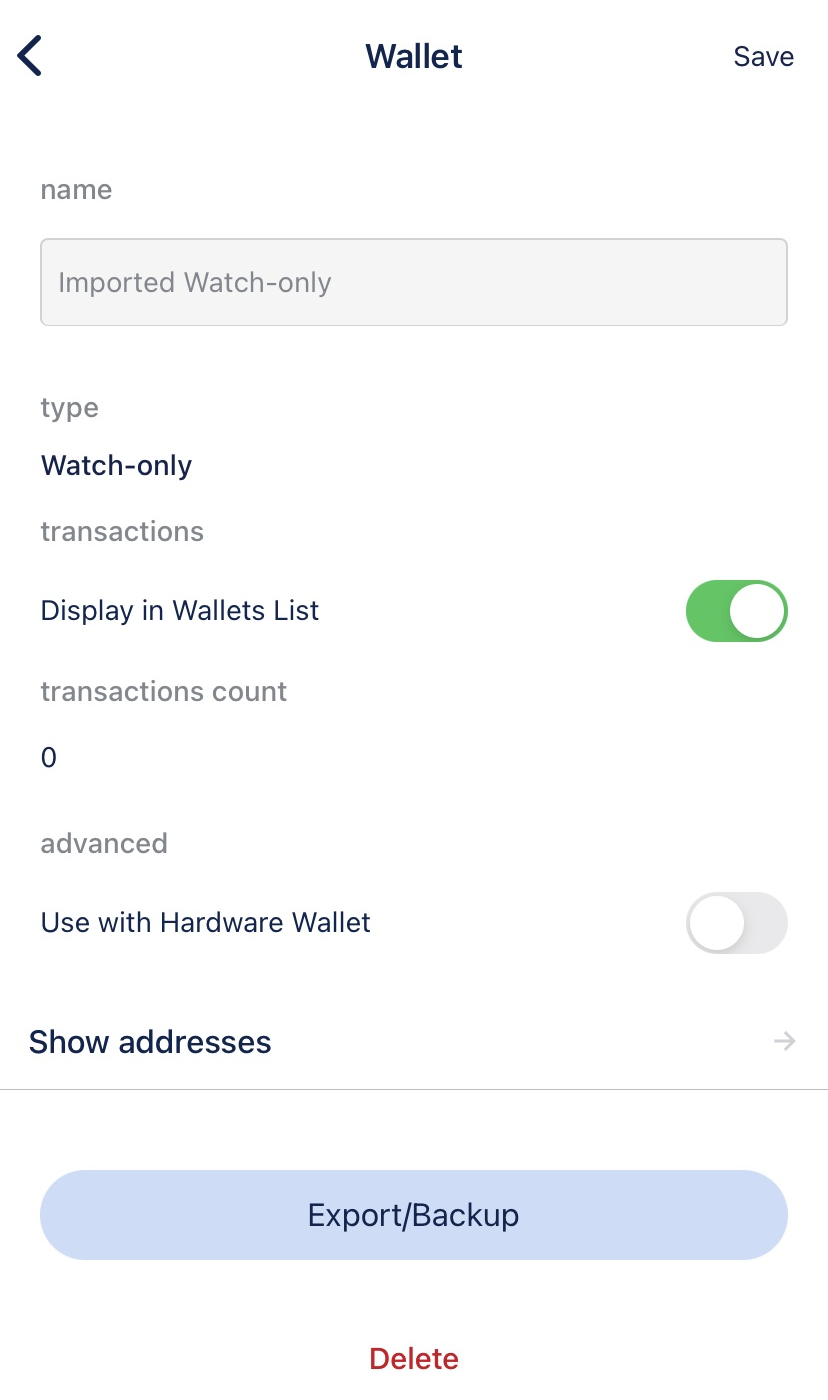 Wallet
Save
name
Imported Watch-only
type
Watch-only
transactions
Display in Wallets List
transactions count
0
advanced
Use with Hardware Wallet
Show addresses
Export/Backup
Delete